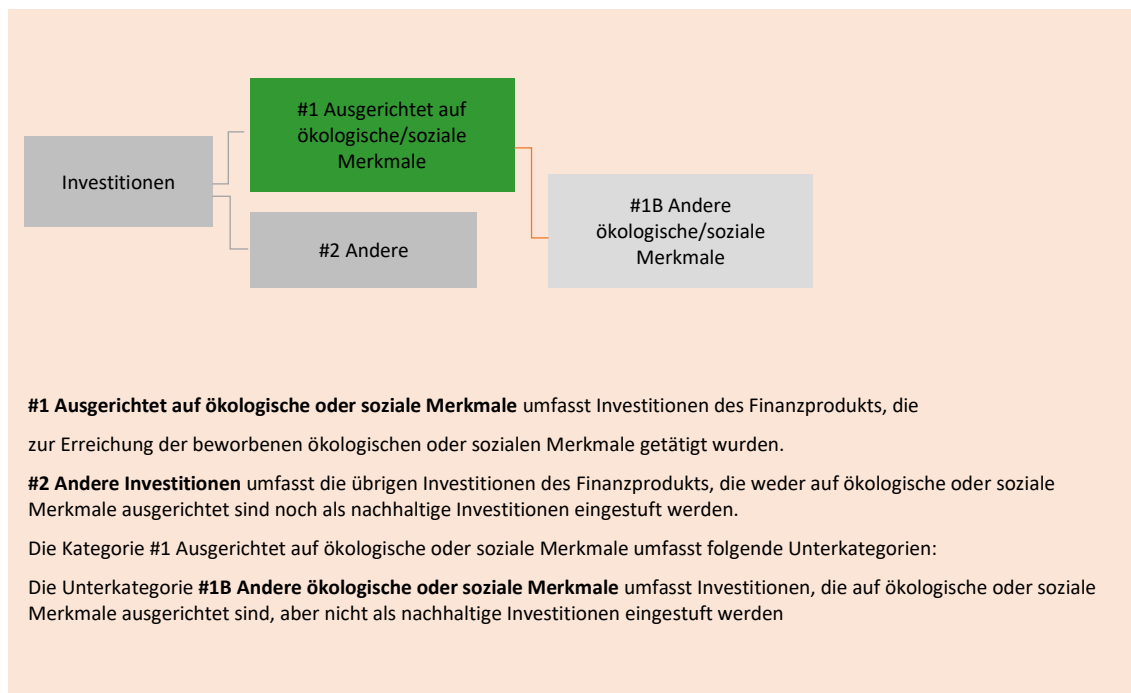 #1 Ausgerichtet auf
ökologische/soziale
Merkmale
Investitionen
#2 Andere
#1B Andere
ökologische/soziale
Merkmale
#1 Ausgerichtet auf ökologische oder soziale Merkmale umfasst Investitionen des Finanzprodukts, die
zur Erreichung der beworbenen ökologischen oder sozialen Merkmale getätigt wurden.
#2 Andere Investitionen umfasst die übrigen Investitionen des Finanzprodukts, die weder auf ökologische oder soziale
Merkmale ausgerichtet sind noch als nachhaltige Investitionen eingestuft werden.
Die Kategorie #1 Ausgerichtet auf ökologische oder soziale Merkmale umfasst folgende Unterkategorien:
Die Unterkategorie #1B Andere ökologische oder soziale Merkmale umfasst Investitionen, die auf ökologische oder soziale
Merkmale ausgerichtet sind, aber nicht als nachhaltige Investitionen eingestuft werden